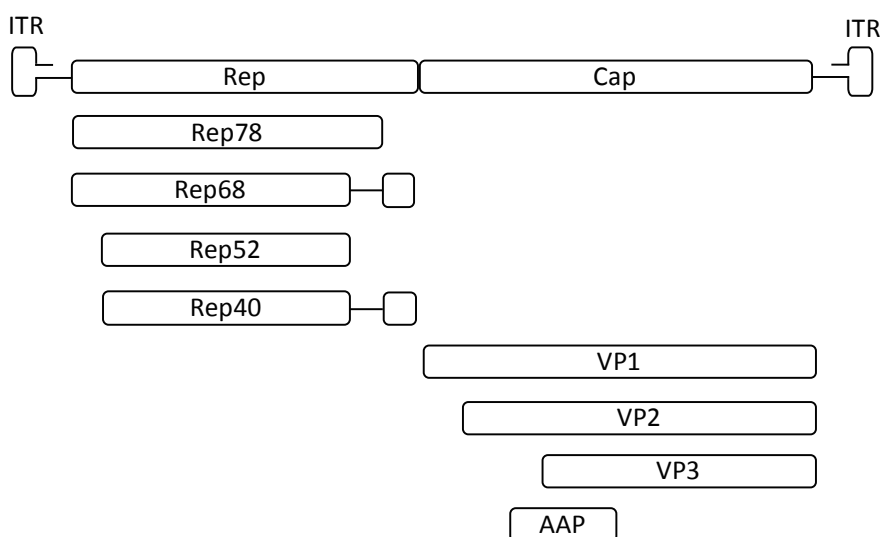 ITR
ITR
Rep
Cap
Rep78
Rep68
Rep52
Rep40
VP1
VP2
VP3
AAP